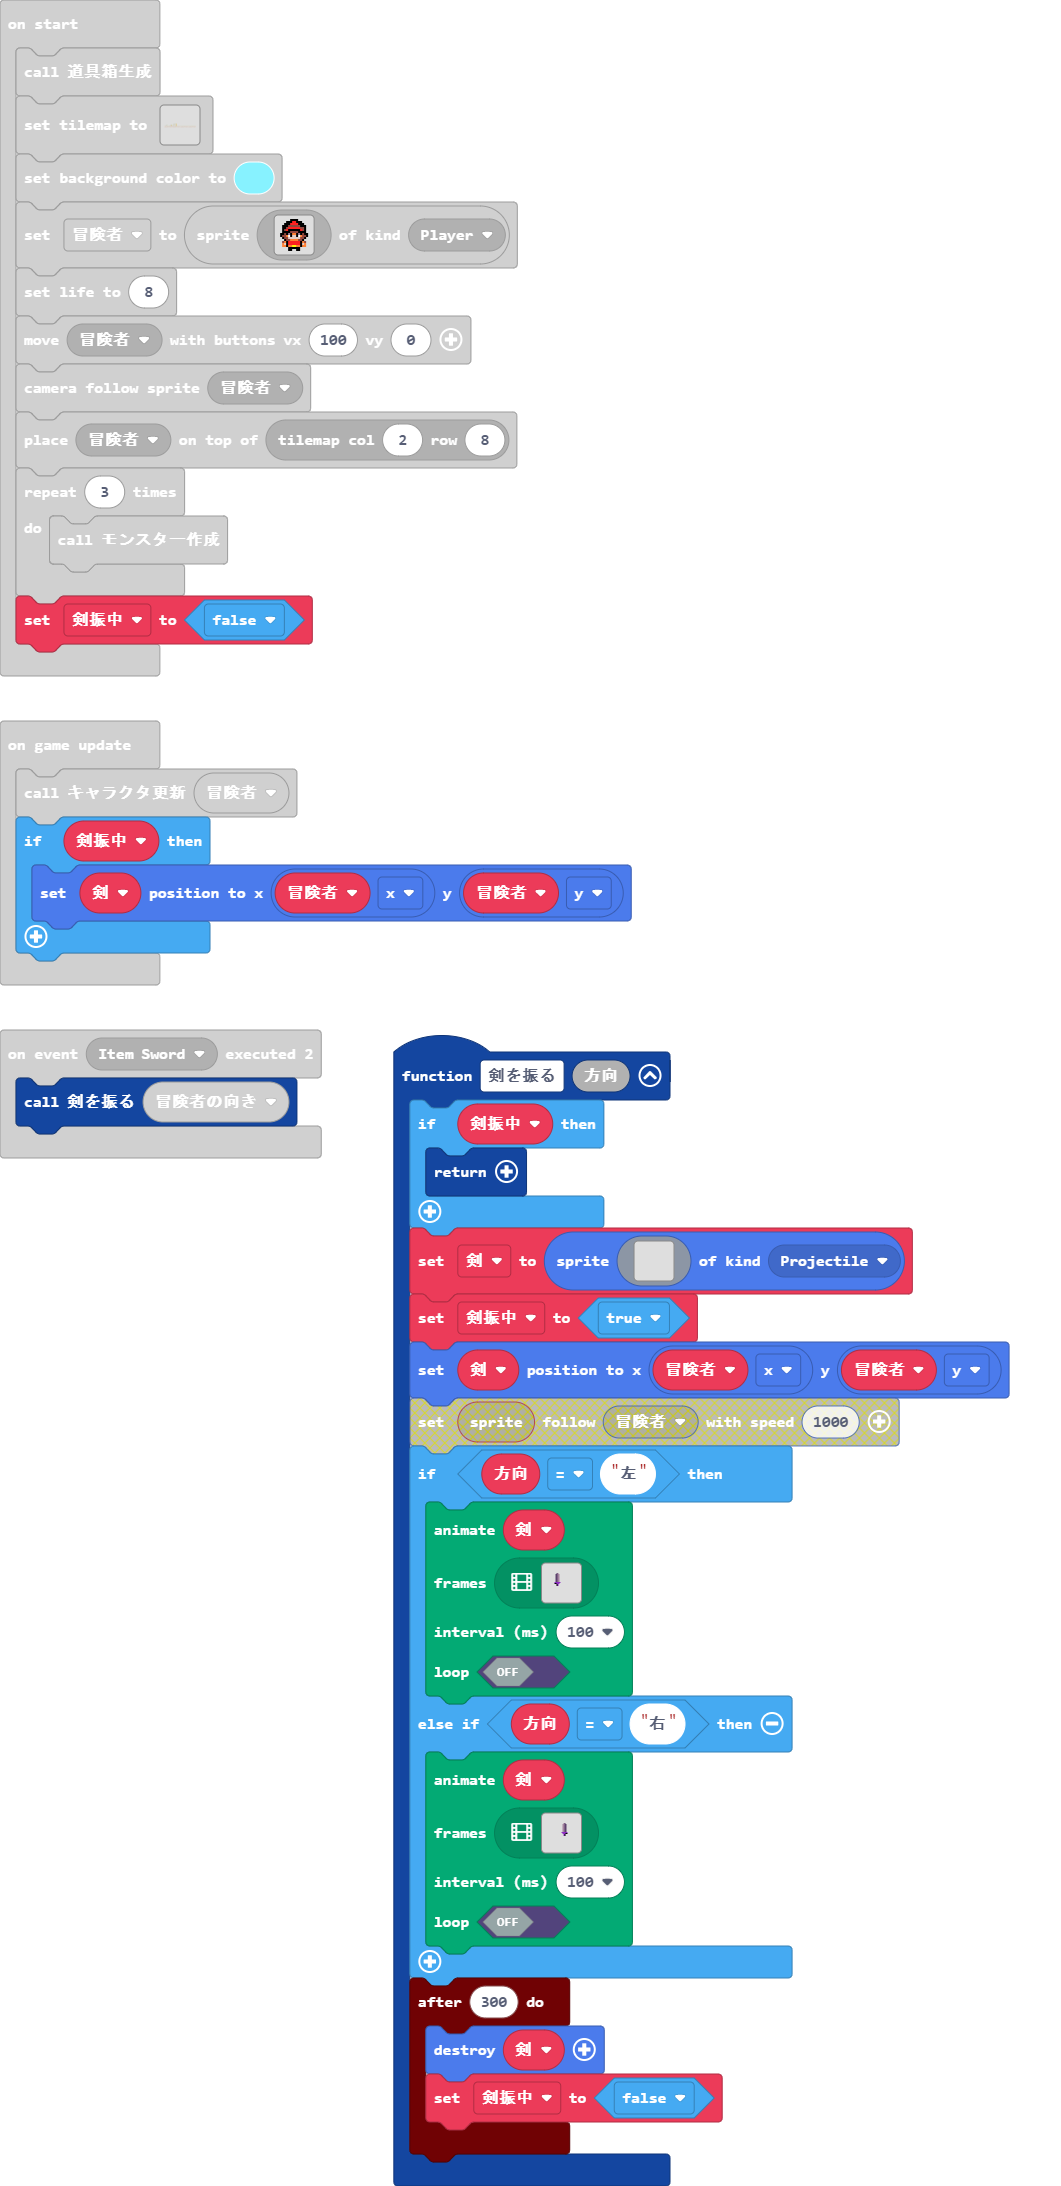 on start
call 道具箱生成
set tilemap to
set background color to
set 冒険者 to sprite of kind Player
set life to 8
move 冒険者 with buttons vx 100 vy 0
camera follow sprite 冒険者
place 冒険者 on top of tilemap col 2 row 8
repeat 3 times
do
call モンスター作成
set 剣振中 to false
on game update
call キャラクタ更新 冒険者
if 剣振中 then
set 剣 position to x 冒険者 x y 冒険者 y
on event Item Sword executed 2
call 剣を振る 冒険者の向き
function 剣を振る 方向
if 剣振中 then
return
set 剣 to sprite of kind Projectile
set 剣振中 to true
set 剣 position to x 冒険者 x y 冒険者 y
set sprite follow 冒険者 with speed 1000
if 方向 = "左" then
animate 剣
frames
interval (ms) 100
loop OFF
else if 方向 = "右" then
animate 剣
frames
interval (ms) 100
loop OFF
after 300 do
destroy 剣
set 剣振中 to false